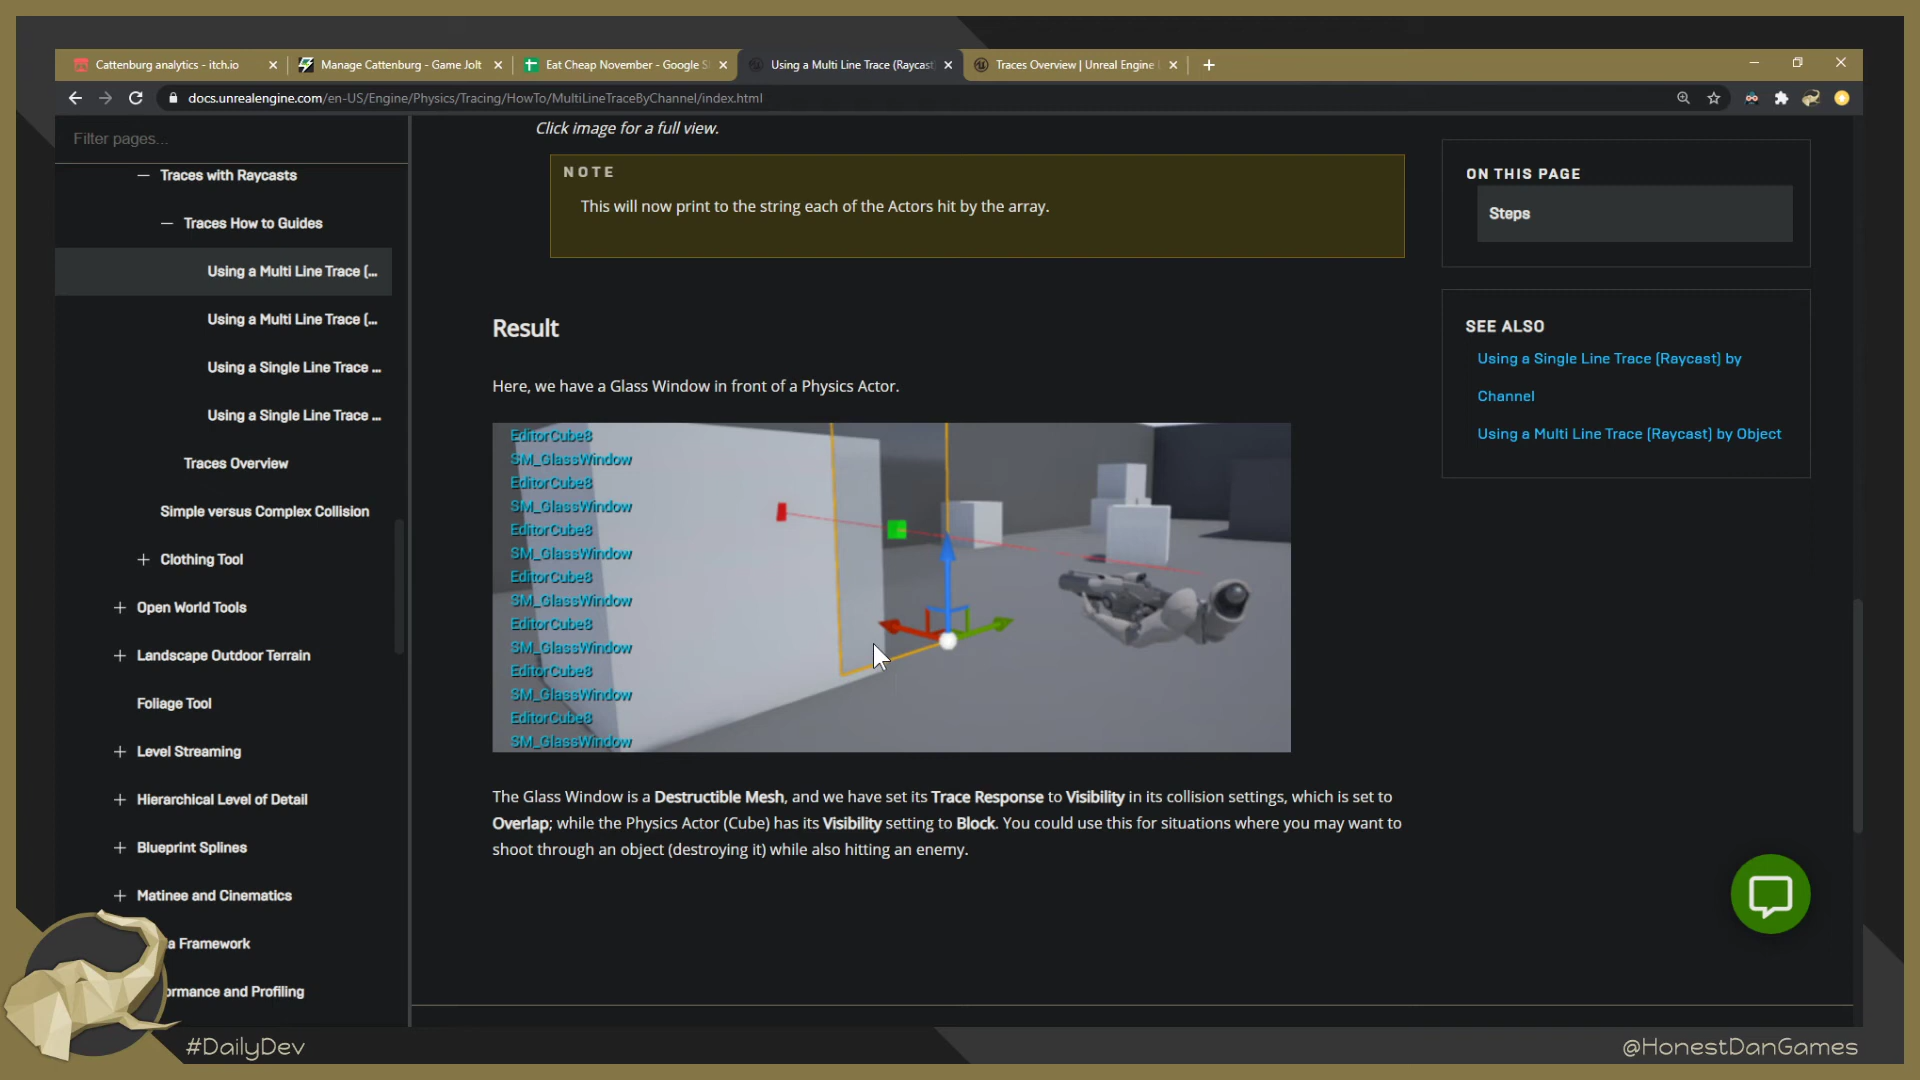 Cattenburg analytics - itch.io
Manage Cattenburg - Game Jolt
Eat Cheap November - Google S
Using a Multi Line Trace (Raycast
Traces Overview | Unreal Engine
docs.unrealengine.com/en-US/Engine/Physics/Tracing/HowTo/MultiLineTraceByChannel/index.html
Filter pages...
Traces with Raycasts
Traces How to Guides
Using a Multi Line Trace (...
Using a Multi Line Trace (...
Using a Single Line Trace ...
Using a Single Line Trace ...
Traces Overview
Simple versus Complex Collision
Clothing Tool
Open World Tools
Landscape Outdoor Terrain
Foliage Tool
Level Streaming
Hierarchical Level of Detail
Blueprint Splines
Matinee and Cinematics
a Framework
ormance and Profiling
Click image for a full view.
NOTE
This will now print to the string each of the Actors hit by the array.
Result
Here, we have a Glass Window in front of a Physics Actor.
EditorCube8
SM_GlassWindow
EditorCube8
SM_GlassWindow
EditorCube8
SM_GlassWindow
EditorCube8
SM_GlassWindow
EditorCube8
SM_GlassWindow
EditorCube8
SM_GlassWindow
EditorCube8
SM_GlassWindow
The Glass Window is a Destructible Mesh, and we have set its Trace Response to Visibility in its collision settings, which is set to
Overlap; while the Physics Actor (Cube) has its Visibility setting to Block. You could use this for situations where you may want to
shoot through an object (destroying it) while also hitting an enemy.
ON THIS PAGE
Steps
SEE ALSO
Using a Single Line Trace (Raycast) by
Channel
Using a Multi Line Trace (Raycast) by Object
#DailyDev
@HonestDanGames